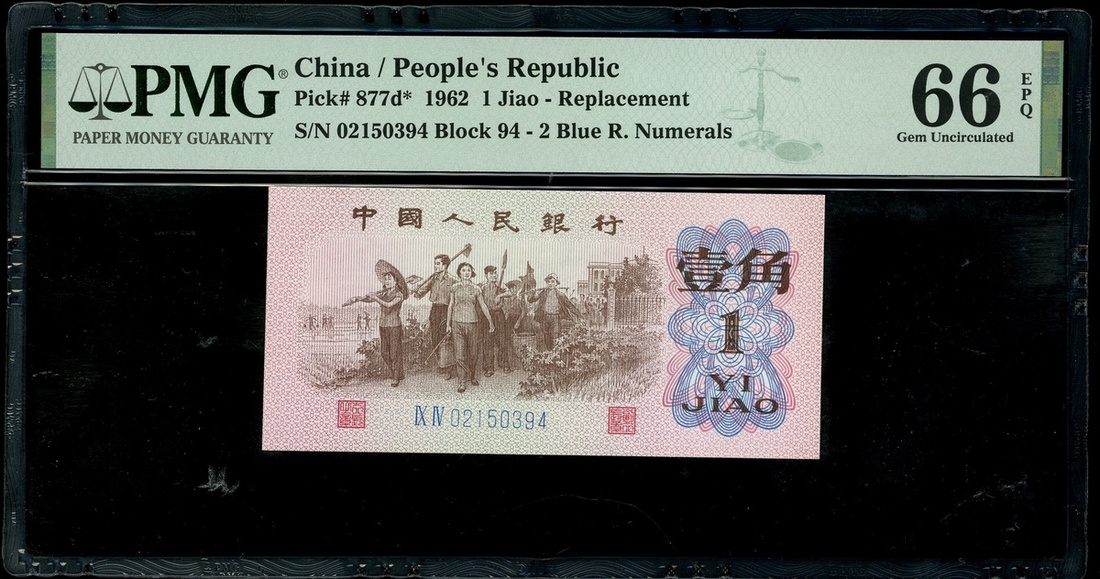 PMG®
PAPER MONEY GUARANTY
China / People's Republic
Pick# 877d* 1962 1 Jiao - Replacement
S/N 02150394 Block 94 - 2 Blue R. Numerals
66 EPQ
Gem Uncirculated
中國人民銀行
壹角
1
YI
JIAO
IX IV 02150394